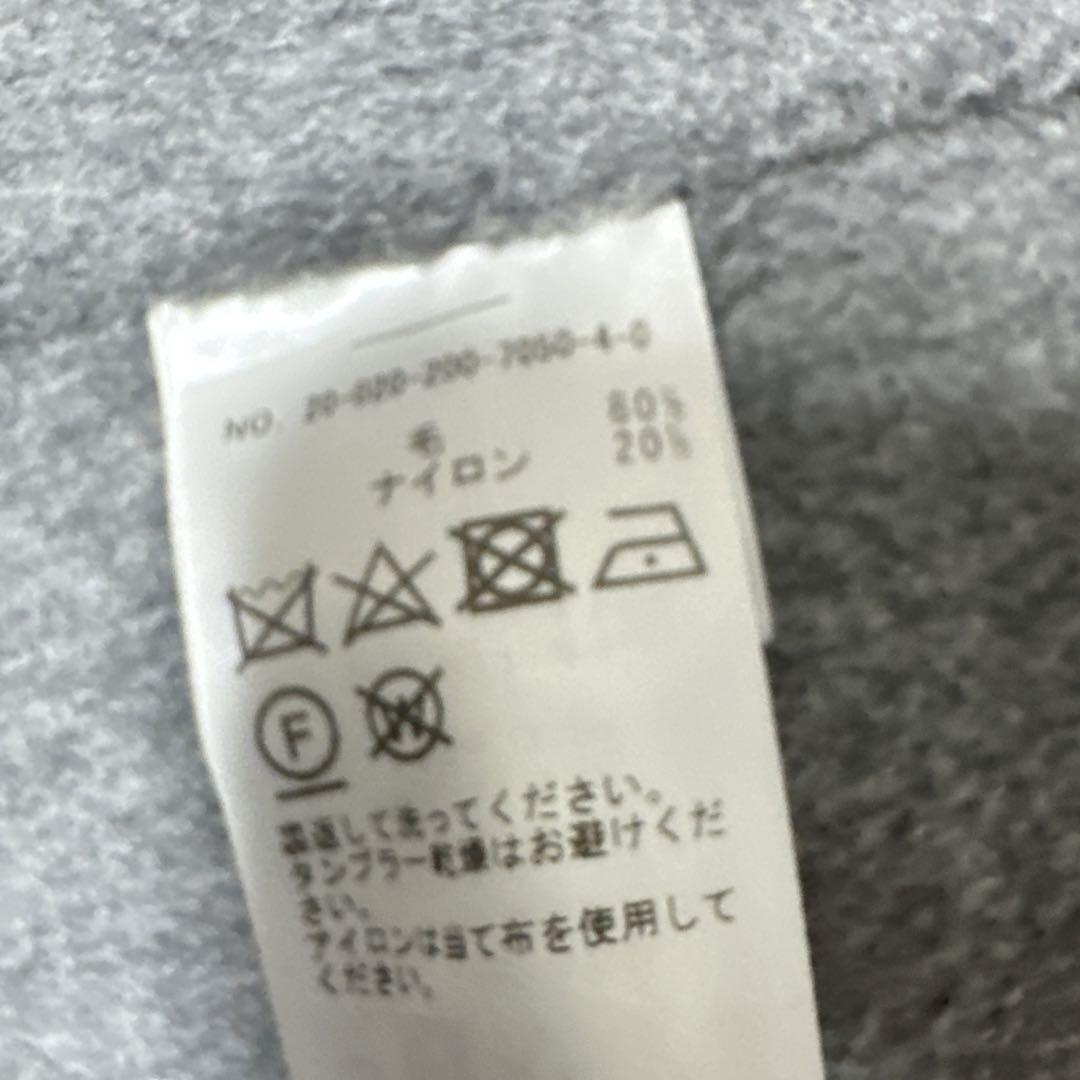 NO. 20-020-200-7050-4-0
毛 80%
ナイロン 20%
F
W
裏返して洗ってください。
タンブラー乾燥はお避けくだ
さい。
アイロンは当て布を使用して
ください。